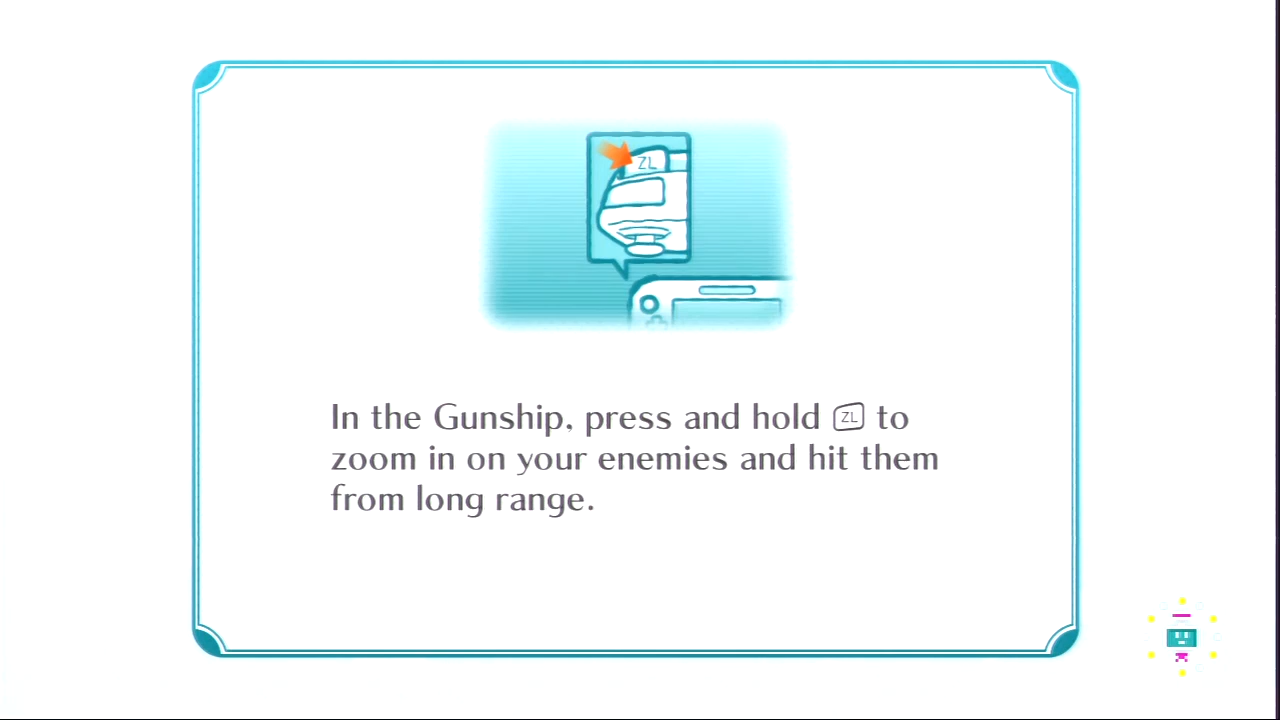 ZL
In the Gunship, press and hold ZL to
zoom in on your enemies and hit them
from long range.